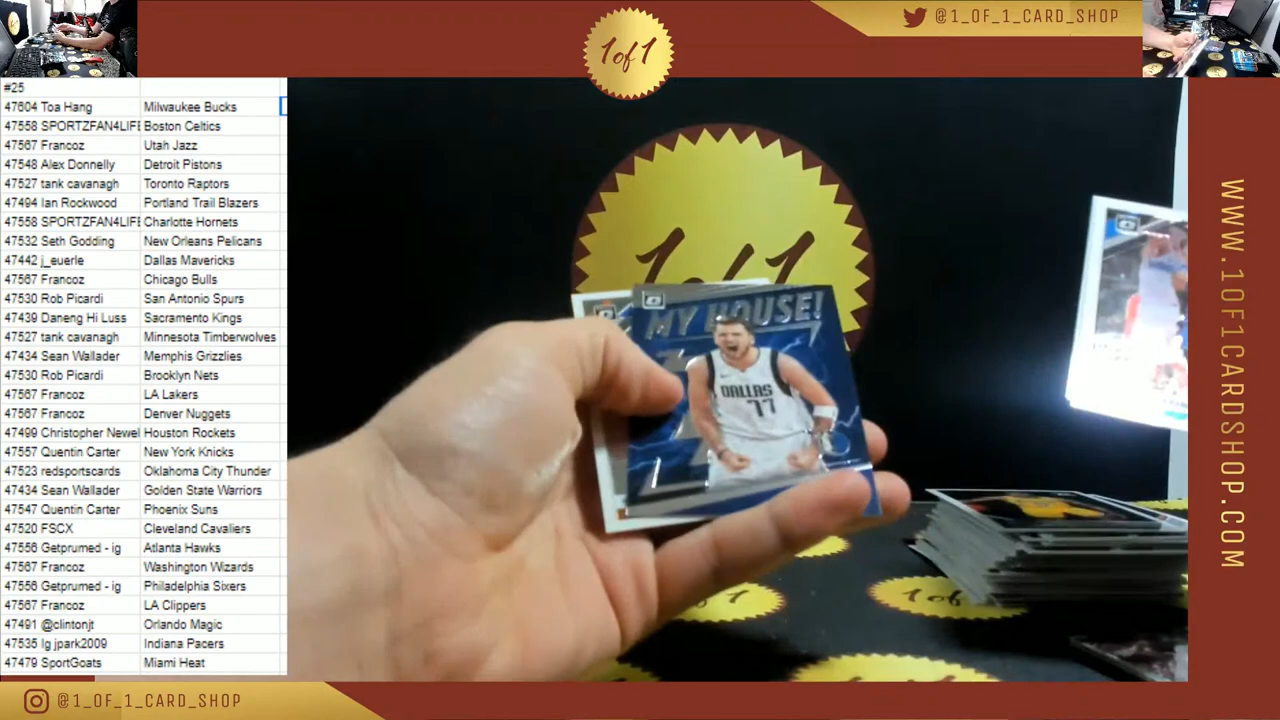 @1_OF_1_CARD_SHOP
1of1
#25
47604 Toa Hang Milwaukee Bucks
47558 SPORTZFAN4LIFE Boston Celtics
47567 Francoz Utah Jazz
47548 Alex Donnelly Detroit Pistons
47527 tank cavanagh Toronto Raptors
47494 Ian Rockwood Portland Trail Blazers
47558 SPORTZFAN4LIFE Charlotte Hornets
47532 Seth Godding New Orleans Pelicans
47442 j_euerle Dallas Mavericks
47567 Francoz Chicago Bulls
47530 Rob Picardi San Antonio Spurs
47439 Daneng Hi Luss Sacramento Kings
47527 tank cavanagh Minnesota Timberwolves
47434 Sean Wallader Memphis Grizzlies
47530 Rob Picardi Brooklyn Nets
47567 Francoz LA Lakers
47567 Francoz Denver Nuggets
47499 Christopher Newel Houston Rockets
47557 Quentin Carter New York Knicks
47523 redsportscards Oklahoma City Thunder
47434 Sean Wallader Golden State Warriors
47547 Quentin Carter Phoenix Suns
47520 FSCX Cleveland Cavaliers
47556 Getprumed - ig Atlanta Hawks
47567 Francoz Washington Wizards
47556 Getprumed - ig Philadelphia Sixers
47567 Francoz LA Clippers
47491 @clintonjt Orlando Magic
47535 Ig jpark2009 Indiana Pacers
47479 SportGoats Miami Heat
1of1
MY HOUSE!
DALLAS
77
WWW.1OF1CARDSHOP.COM
@1_OF_1_CARD_SHOP